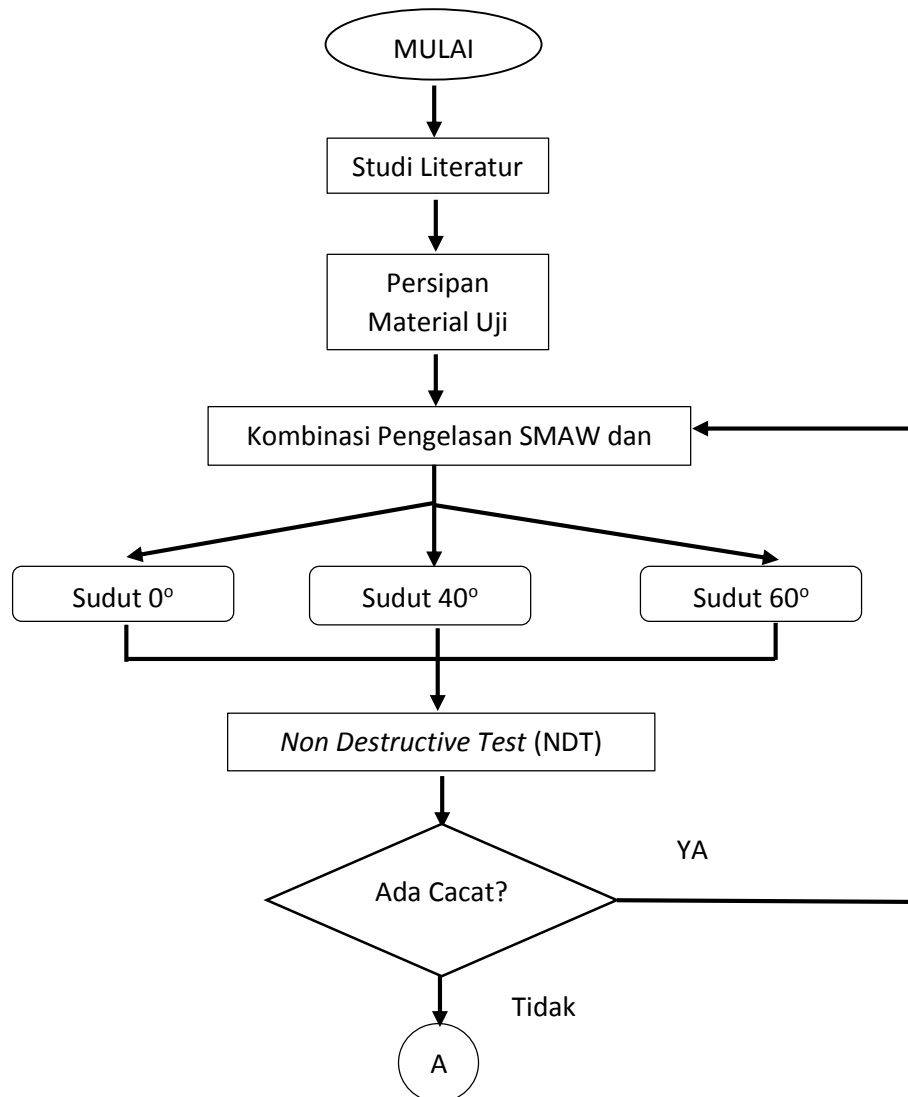 MULAI
Studi Literatur
Persipan
Material Uji
Kombinasi Pengelasan SMAW dan
Sudut 0°
Sudut 40°
Sudut 60°
Non Destructive Test (NDT)
YA
Ada Cacat?
Tidak
A